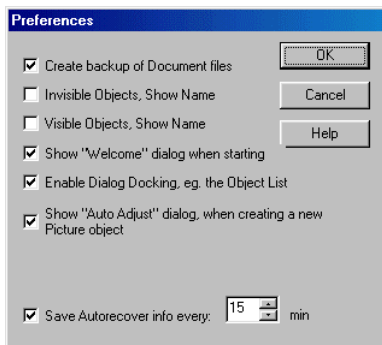 Preferences
Create backup of Document files
OK
Invisible Objects, Show Name
Cancel
Visible Objects, Show Name
Help
Show "Welcome" dialog when starting
Enable Dialog Docking, eg. the Object List
Show "Auto Adjust" dialog, when creating a new
Picture object
Save Autorecover info every: 15 min